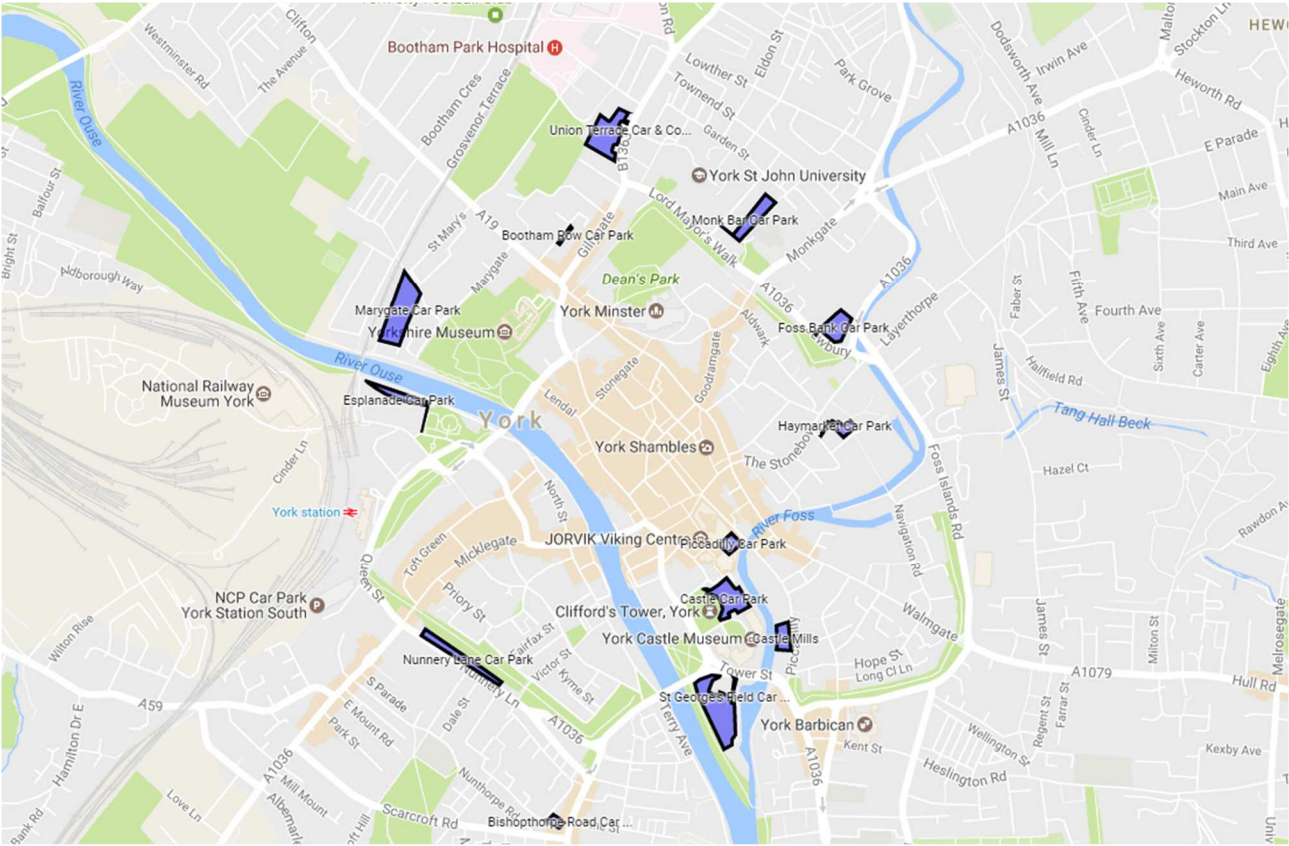 Clifton
Westminster Rd
The Avenue
River Ouse
Bootham Cres
Grosvenor Terrace
Bootham Park Hospital
H
Lowther St
Eldon St
Townend St
Park Grove
Garden St
Dodsworth Ave
Irwin Ave
Stockton Ln
HEW
Heworth Rd
A1036
Mill Ln
Cinder Ln
E Parade
Main Ave
Third Ave
Union Terrace Car & Co...
York St John University
Lord Mayor's Walk
Monk Bar Car Park
Monkgate
A19
St Mary's
Bootham Row Car Park
Gillygate
Marygate
Balfour St
Bright St
Aldborough Way
Dean's Park
A1036
A1036
Layerthorpe
Faber St
Fifth Ave
Fourth Ave
Sixth Ave
Carter Ave
Eighth Ave
Marygate Car Park
Yorkshire Museum
York Minster
Aldwark
Foss Bank Car Park
River Ouse
National Railway
Museum York
Esplanade Car Park
York
Lendal
Stonegate
Goodramgate
James St
Hallfield Rd
Tang Hall Beck
Haymarket Car Park
York Shambles
The Stonebow
Cinder Ln
Foss Islands Rd
Hazel Ct
York station
North St
River Foss
Navigation Rd
Rawdon A
JORVIK Viking Centre
Piccadilly Car Park
Toft Green
Micklegate
Queen St
Priory St
NCP Car Park
York Station South
P
Castle Car Park
Clifford's Tower, York
York Castle Museum
Castle Mills
Piccadilly
Walmgate
James St
Milton St
Melrosegate
Wilton Rise
Nunnery Lane Car Park
Nunnery Ln
Fairfax St
Victor St
Kyme St
Tower St
Hope St
Long Cl Ln
A1079
Hull Rd
A59
S Parade
Dale St
E Mount Rd
Park St
A1036
St George's Field Car ...
Terry Ave
York Barbican
Kent St
A1036
Regent St
Farrar St
Wellington St
Heslington Rd
Kexby Ave
Hamilton Dr E
A1036
Mill Mount
Love Ln
Nunthorpe Rd
Scarcroft Rd
Bishopthorpe Road Car ...
Bank Rd